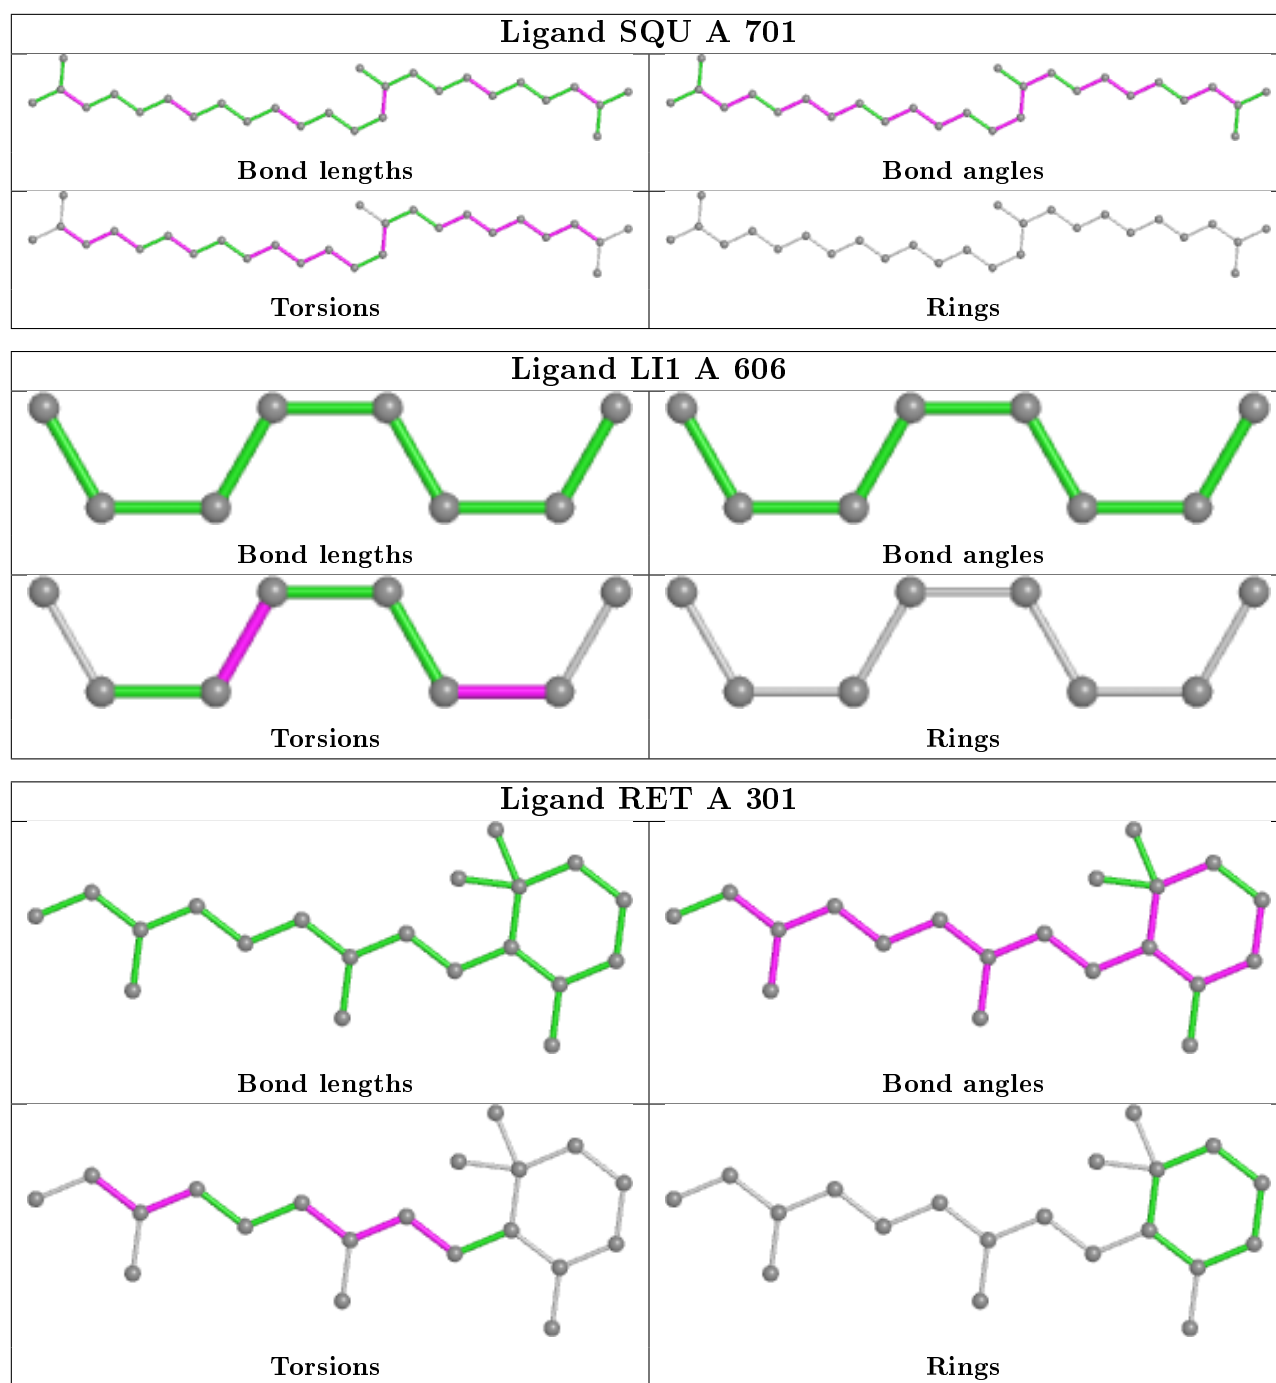 Ligand SQU A 701
Bond lengths
Bond angles
Torsions
Rings
Ligand LI1 A 606
Bond lengths
Bond angles
Torsions
Rings
Ligand RET A 301
Bond lengths
Bond angles
Torsions
Rings